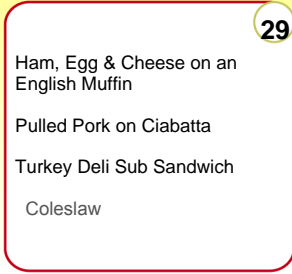 29
Ham, Egg & Cheese on an
English Muffin
Pulled Pork on Ciabatta
Turkey Deli Sub Sandwich
Coleslaw